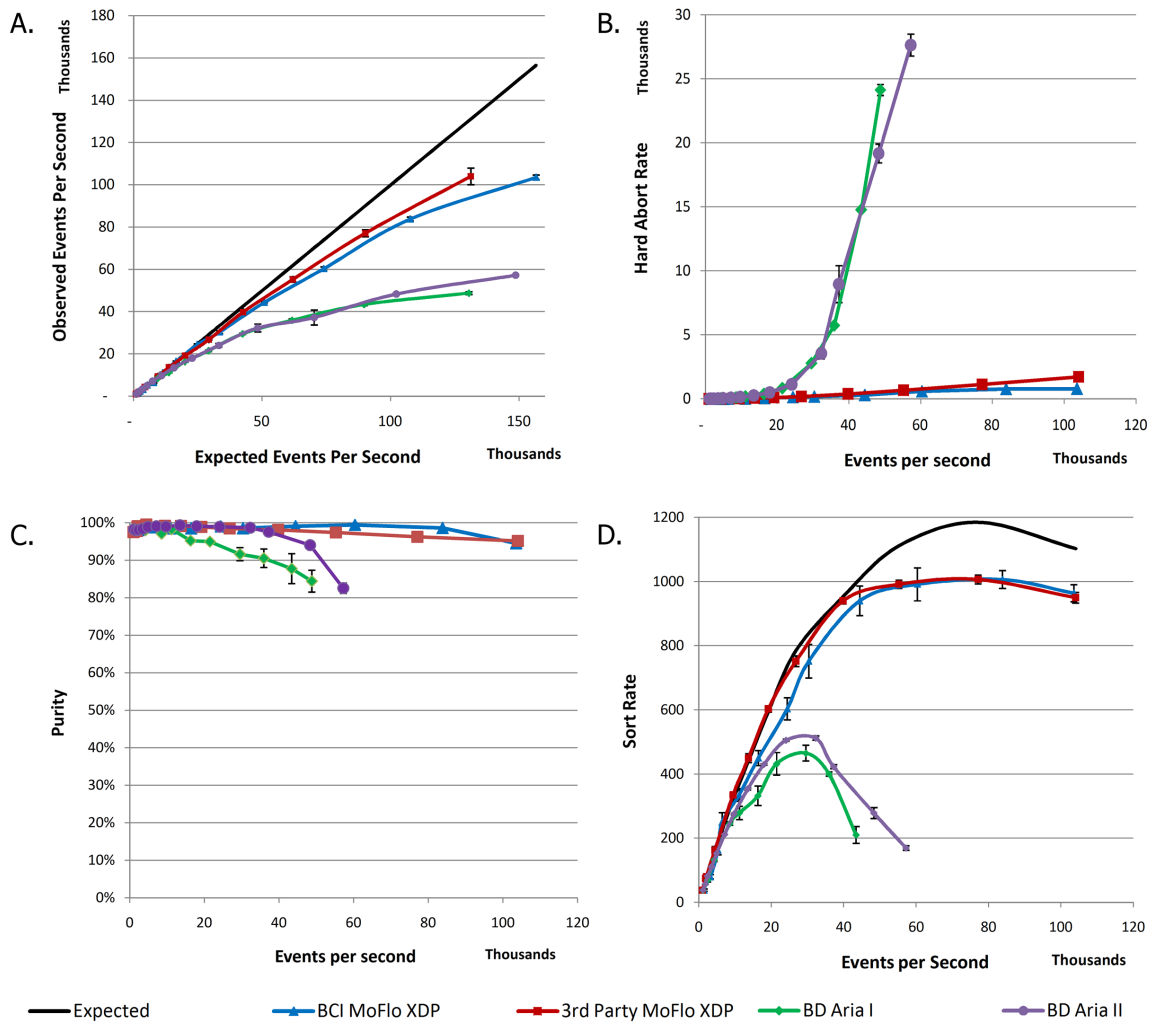 A.
Observed Events Per Second
Thousands
180
160
140
120
100
80
60
40
20
-
-
50
100
150
Expected Events Per Second
Thousands
B.
Hard Abort Rate
Thousands
30
25
20
15
10
5
0
-
20
40
60
80
100
120
Events per second
Thousands
C.
Purity
100%
90%
80%
70%
60%
50%
40%
30%
20%
10%
0%
0
20
40
60
80
100
120
Events per second
Thousands
D.
Sort Rate
1200
1000
800
600
400
200
0
0
20
40
60
80
100
120
Events per Second
Thousands
Expected
BCI MoFlo XDP
3rd Party MoFlo XDP
BD Aria I
BD Aria II